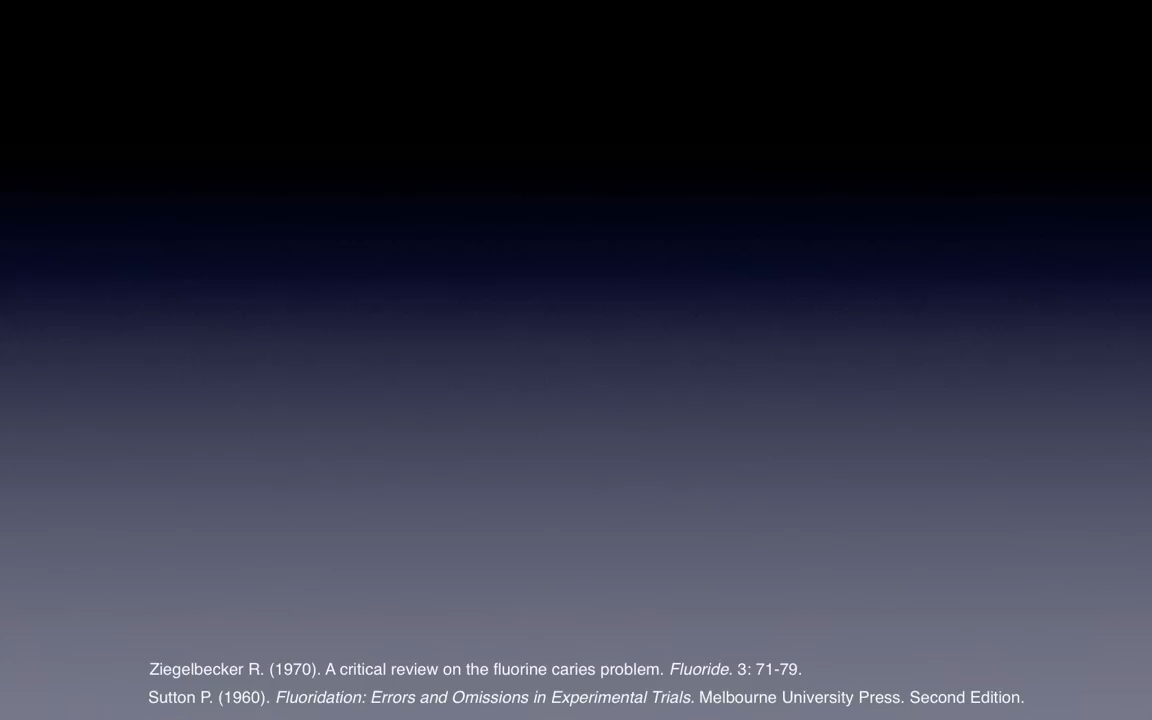 Ziegelbecker R. (1970). A critical review on the fluorine caries problem. Fluoride. 3: 71-79.
Sutton P. (1960). Fluoridation: Errors and Omissions in Experimental Trials. Melbourne University Press. Second Edition.